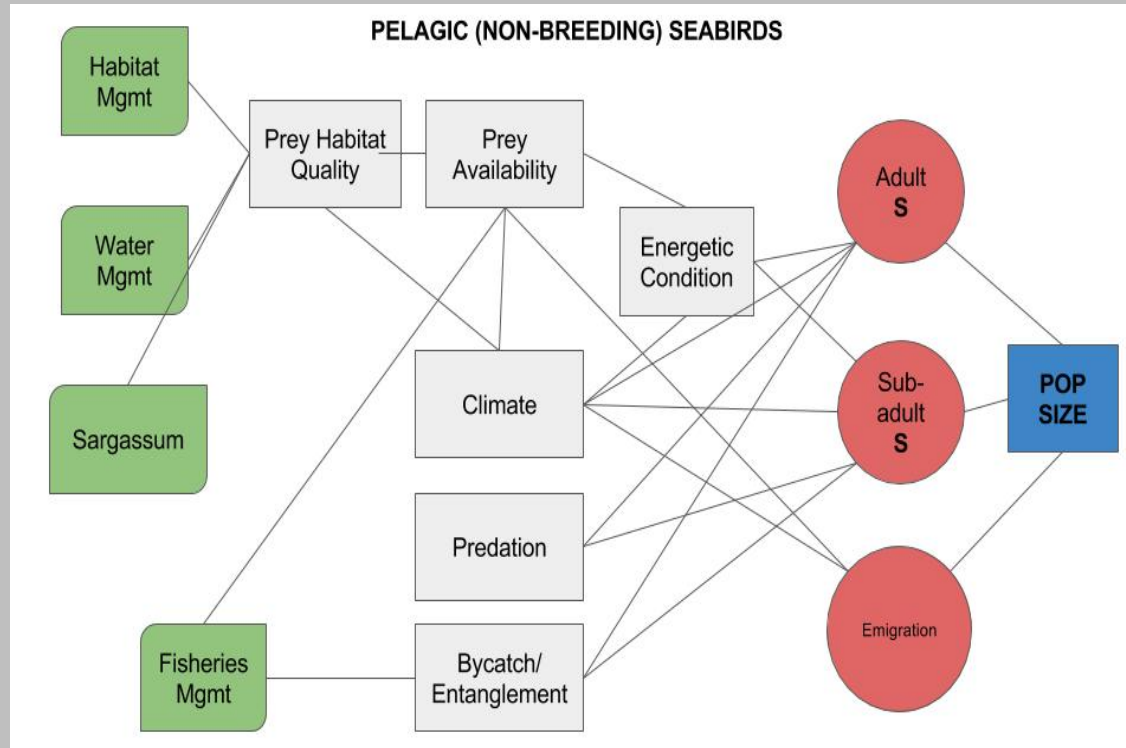 PELAGIC (NON-BREEDING) SEABIRDS
Habitat
Mgmt
Prey Habitat
Quality
Prey
Availability
Adult
S
Water
Mgmt
Energetic
Condition
Sargassum
Climate
Sub-
adult
S
POP
SIZE
Predation
Fisheries
Mgmt
Bycatch/
Entanglement
Emigration